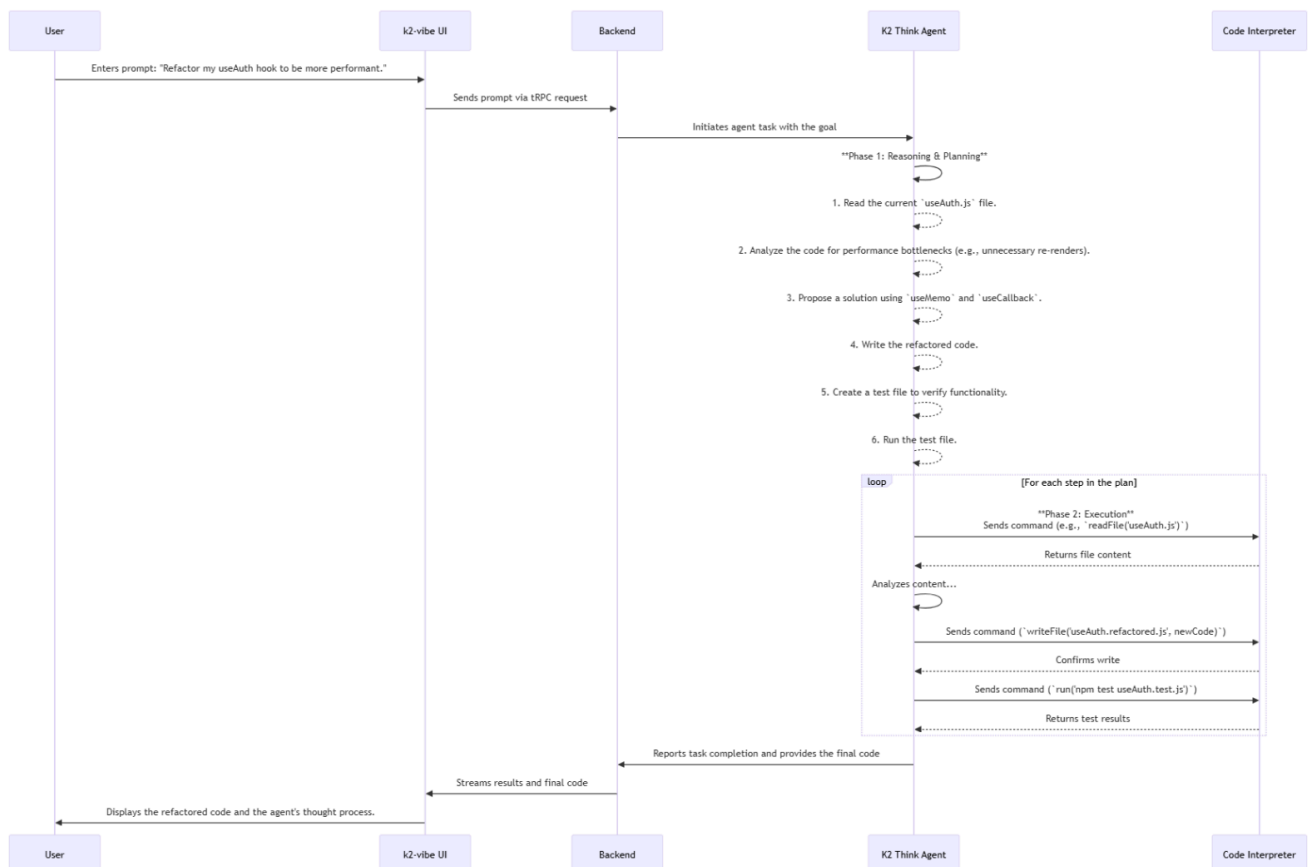 User
k2-vibe UI
Backend
K2 Think Agent
Code Interpreter
Enters prompt: "Refactor my useAuth hook to be more performant."
Sends prompt via tRPC request
Initiates agent task with the goal
**Phase 1: Reasoning & Planning**
1. Read the current `useAuth.js` file.
2. Analyze the code for performance bottlenecks (e.g., unnecessary re-renders).
3. Propose a solution using `useMemo` and `useCallback`.
4. Write the refactored code.
5. Create a test file to verify functionality.
6. Run the test file.
loop
[For each step in the plan]
**Phase 2: Execution**
Sends command (e.g., `readFile('useAuth.js')`)
Returns file content
Analyzes content...
Sends command (`writeFile('useAuth.refactored.js', newCode)`)
Confirms write
Sends command (`run('npm test useAuth.test.js')`)
Returns test results
Reports task completion and provides the final code
Streams results and final code
Displays the refactored code and the agent's thought process.
User
k2-vibe UI
Backend
K2 Think Agent
Code Interpreter